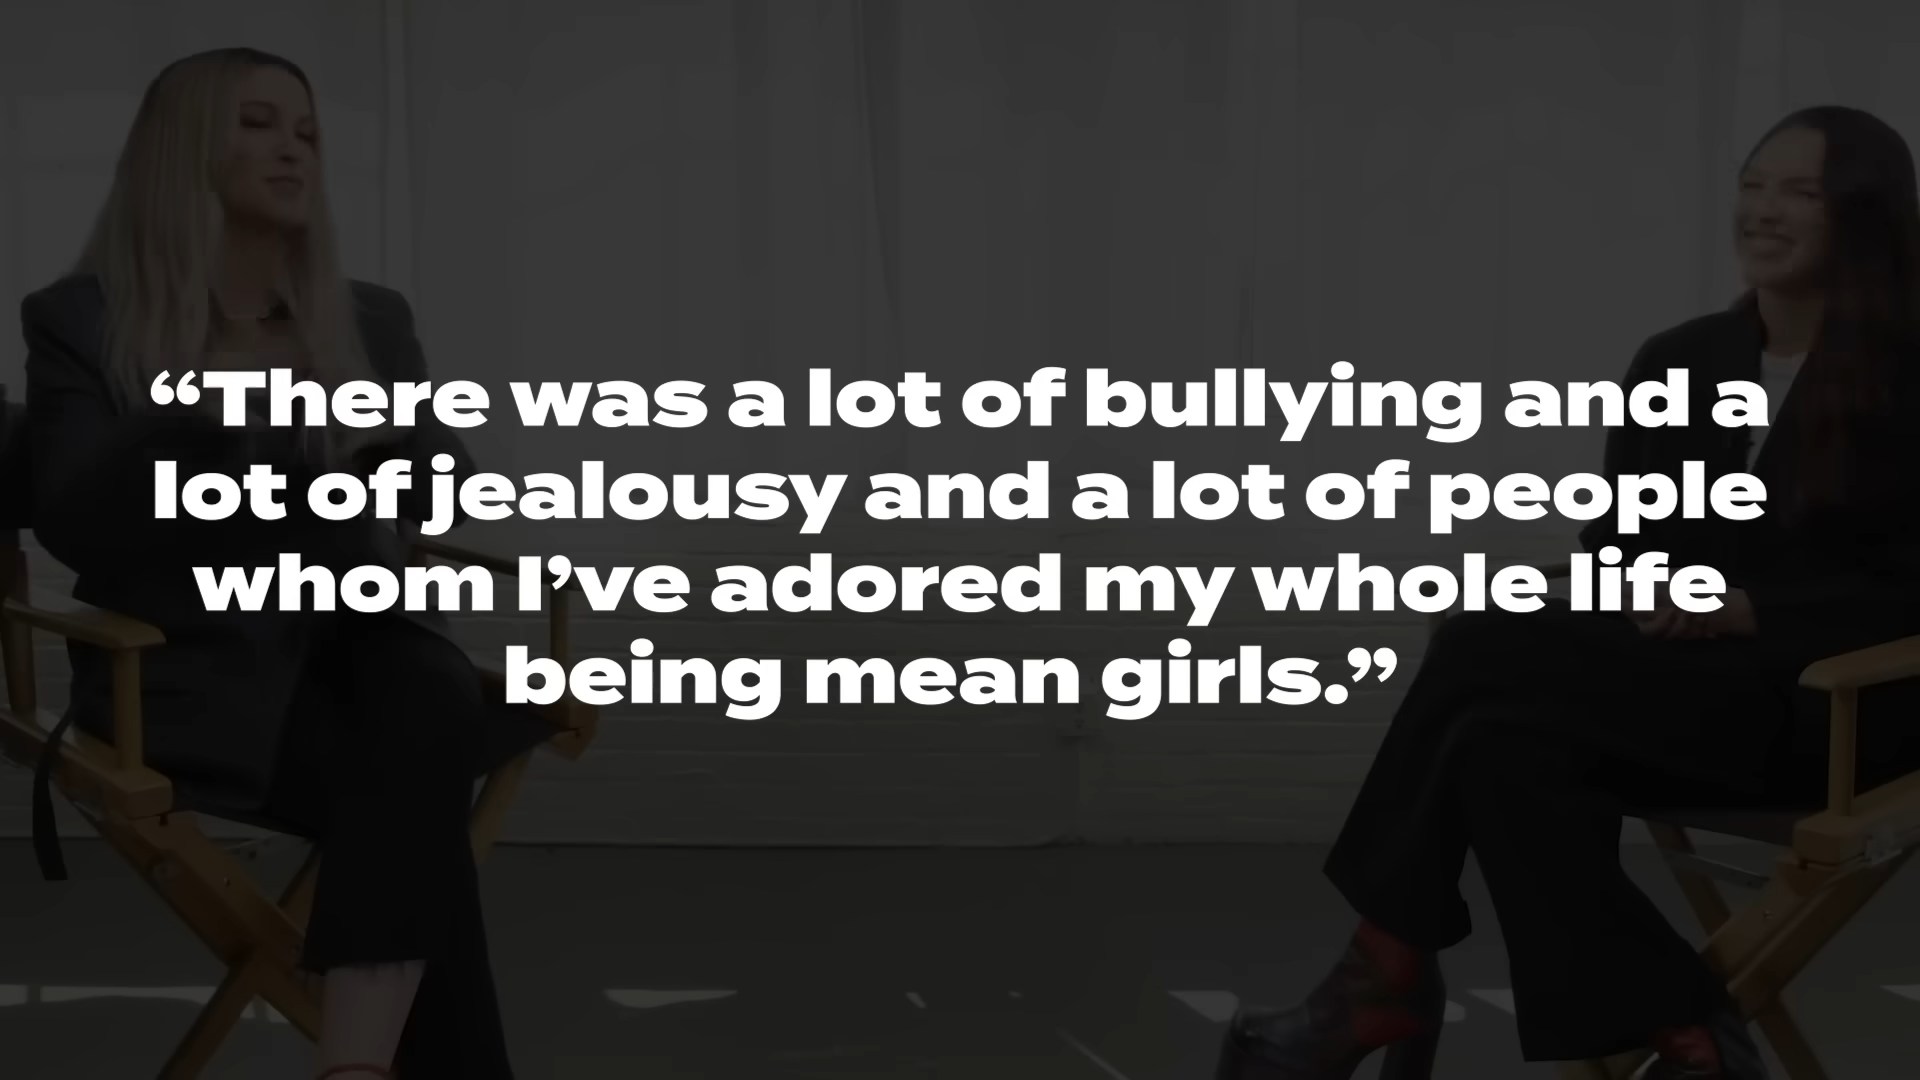 “There was a lot of bullying and a
lot of jealousy and a lot of people
whom I’ve adored my whole life
being mean girls.”